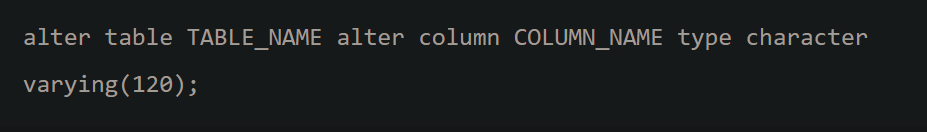 alter table TABLE_NAME alter column COLUMN_NAME type character
varying(120);